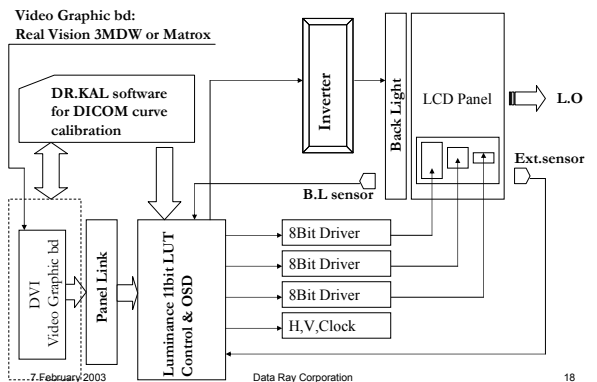 Video Graphic bd:
Real Vision 3MDW or Matrox
DR.KAL software
for DICOM curve
calibration
Inverter
Back Light
LCD Panel
L.O
Ext.sensor
B.L sensor
DVI
Video Graphic bd
Panel Link
Luminance 11bit LUT
Control & OSD
8Bit Driver
8Bit Driver
8Bit Driver
H,V,Clock
7 February 2003
Data Ray Corporation
18